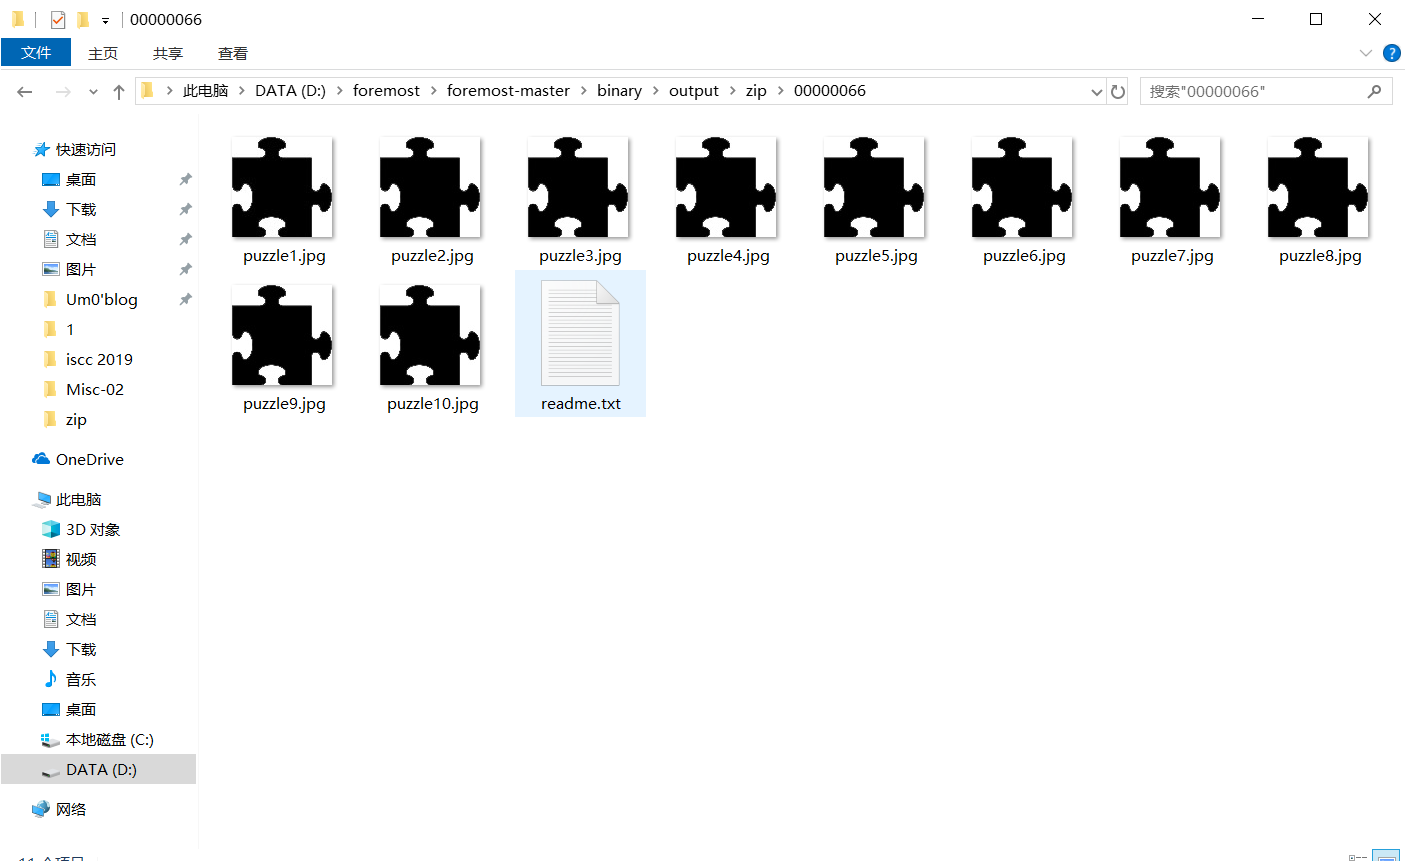 00000066
文件 主页 共享 查看
此电脑 DATA (D:) foremost foremost-master binary output zip 00000066
搜索"00000066"
快速访问
桌面
下载
文档
图片
Um0'blog
1
iscc 2019
Misc-02
zip
OneDrive
此电脑
3D 对象
视频
图片
文档
下载
音乐
桌面
本地磁盘 (C:)
DATA (D:)
网络
puzzle1.jpg puzzle2.jpg puzzle3.jpg puzzle4.jpg puzzle5.jpg puzzle6.jpg puzzle7.jpg puzzle8.jpg
puzzle9.jpg puzzle10.jpg readme.txt
11 个项目